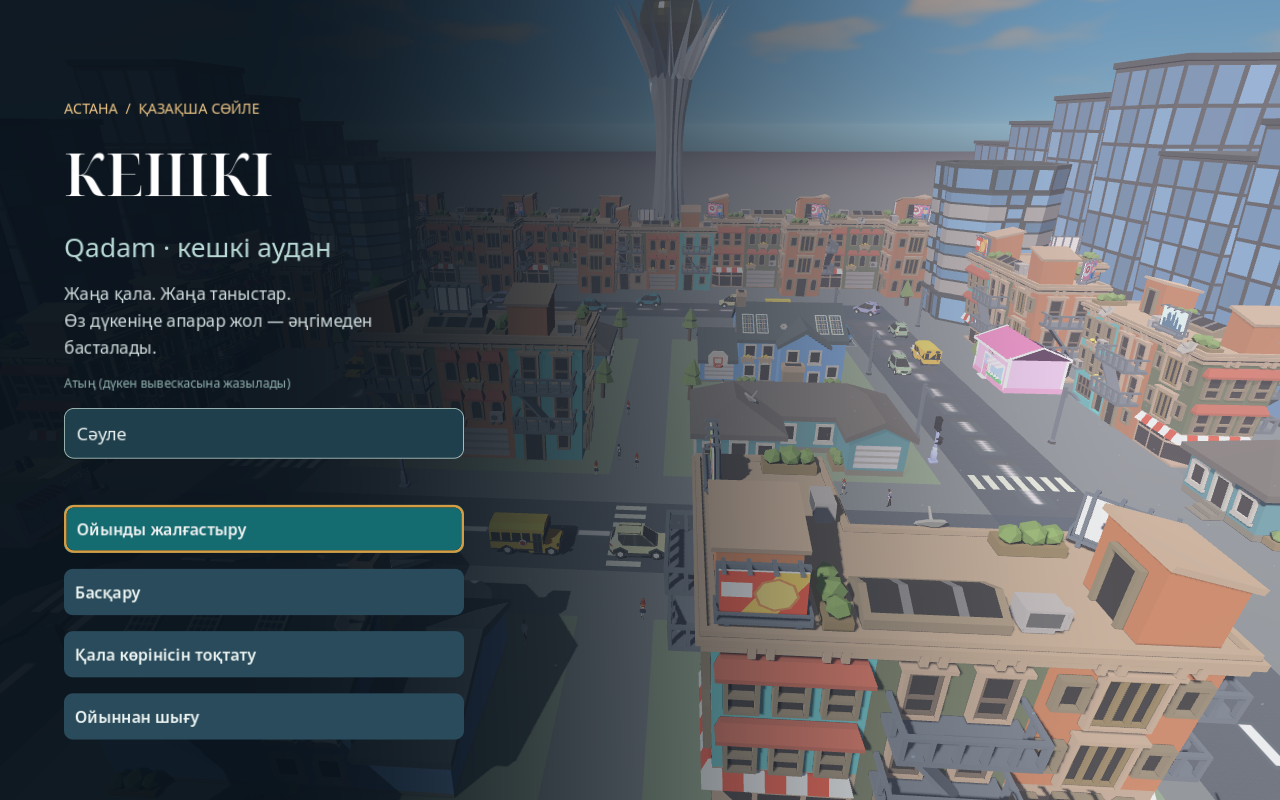 АСТАНА / ҚАЗАҚША СӨЙЛЕ
КЕШКІ
Qadam · кешкі аудан
Жаңа қала. Жаңа таныстар.
Өз дүкеніңе апарар жол — әңгімеден
басталады.
Атың (дүкен вывескасына жазылады)
Сәуле
Ойынды жалғастыру
Басқару
Қала көрінісін тоқтату
Ойыннан шығу